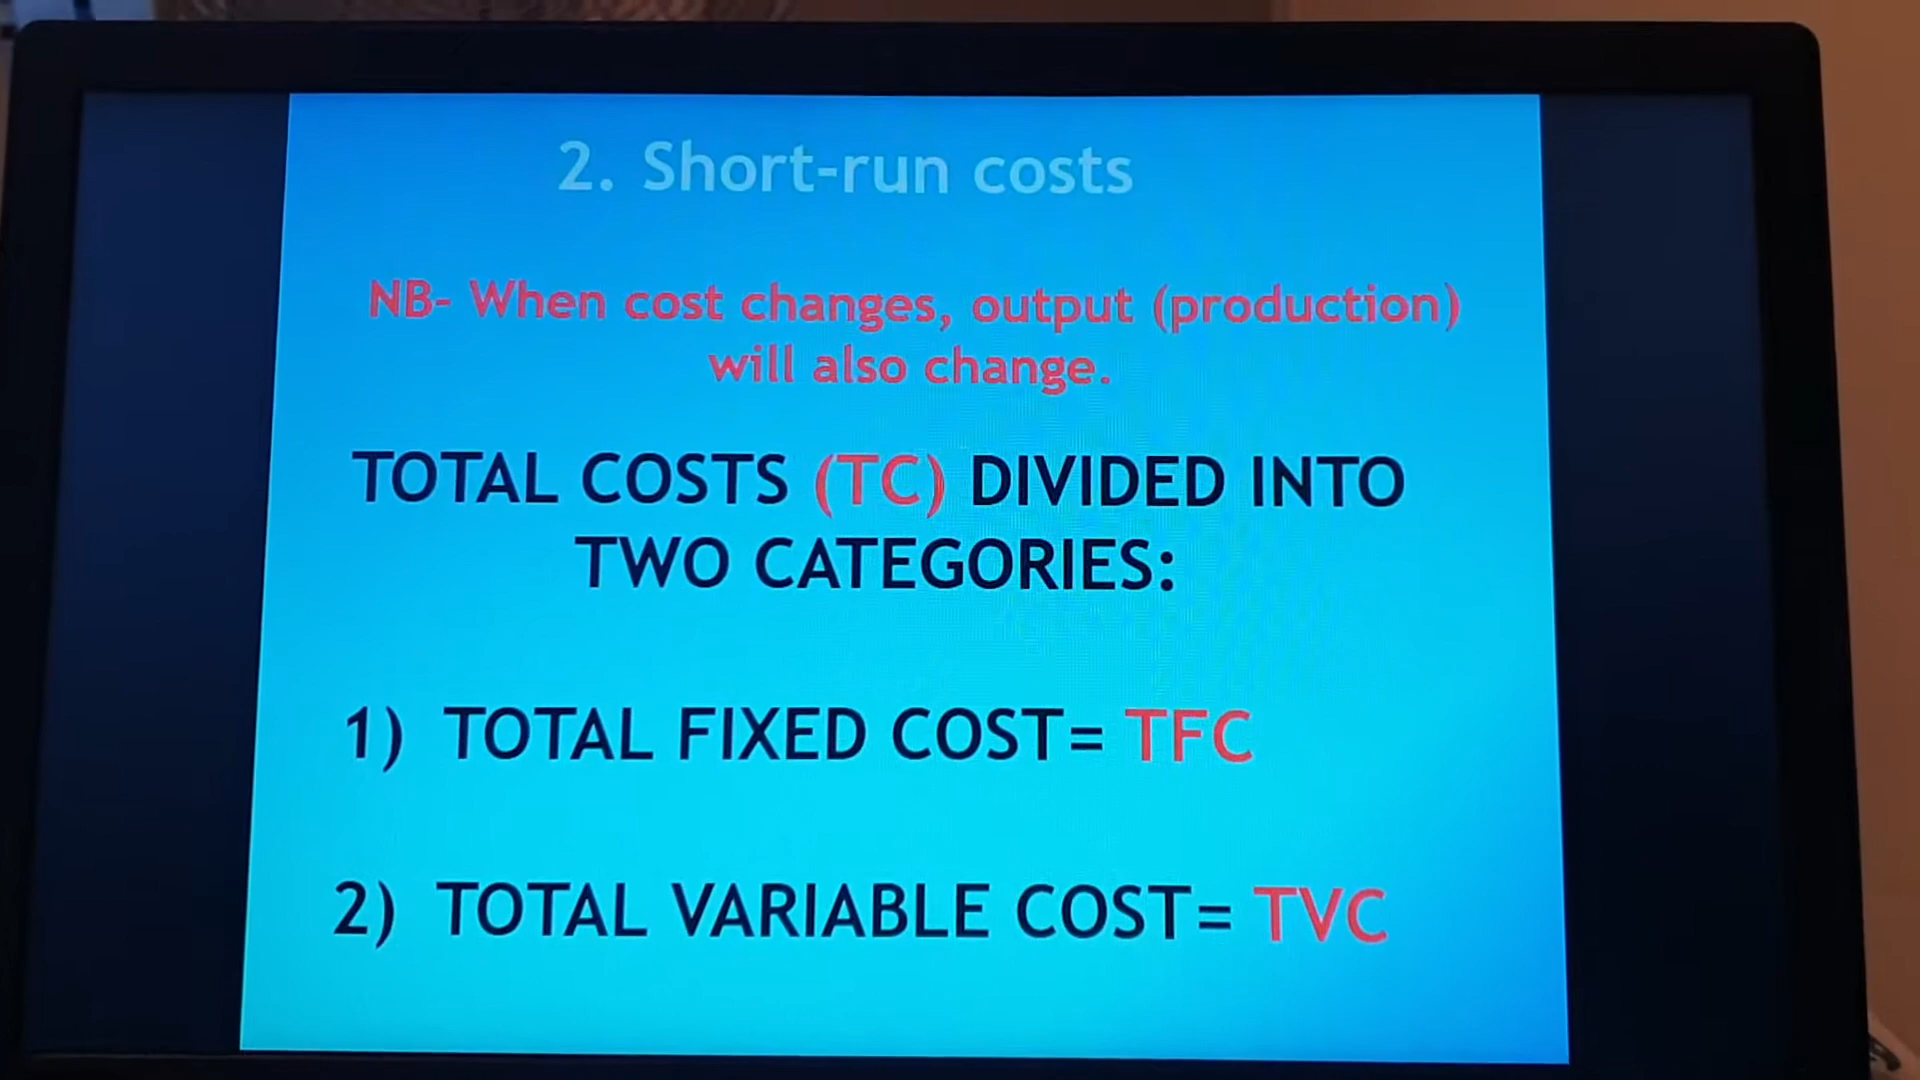 2. Short-run costs
NB- When cost changes, output (production)
will also change.
TOTAL COSTS (TC) DIVIDED INTO
TWO CATEGORIES:
1) TOTAL FIXED COST= TFC
2) TOTAL VARIABLE COST= TVC